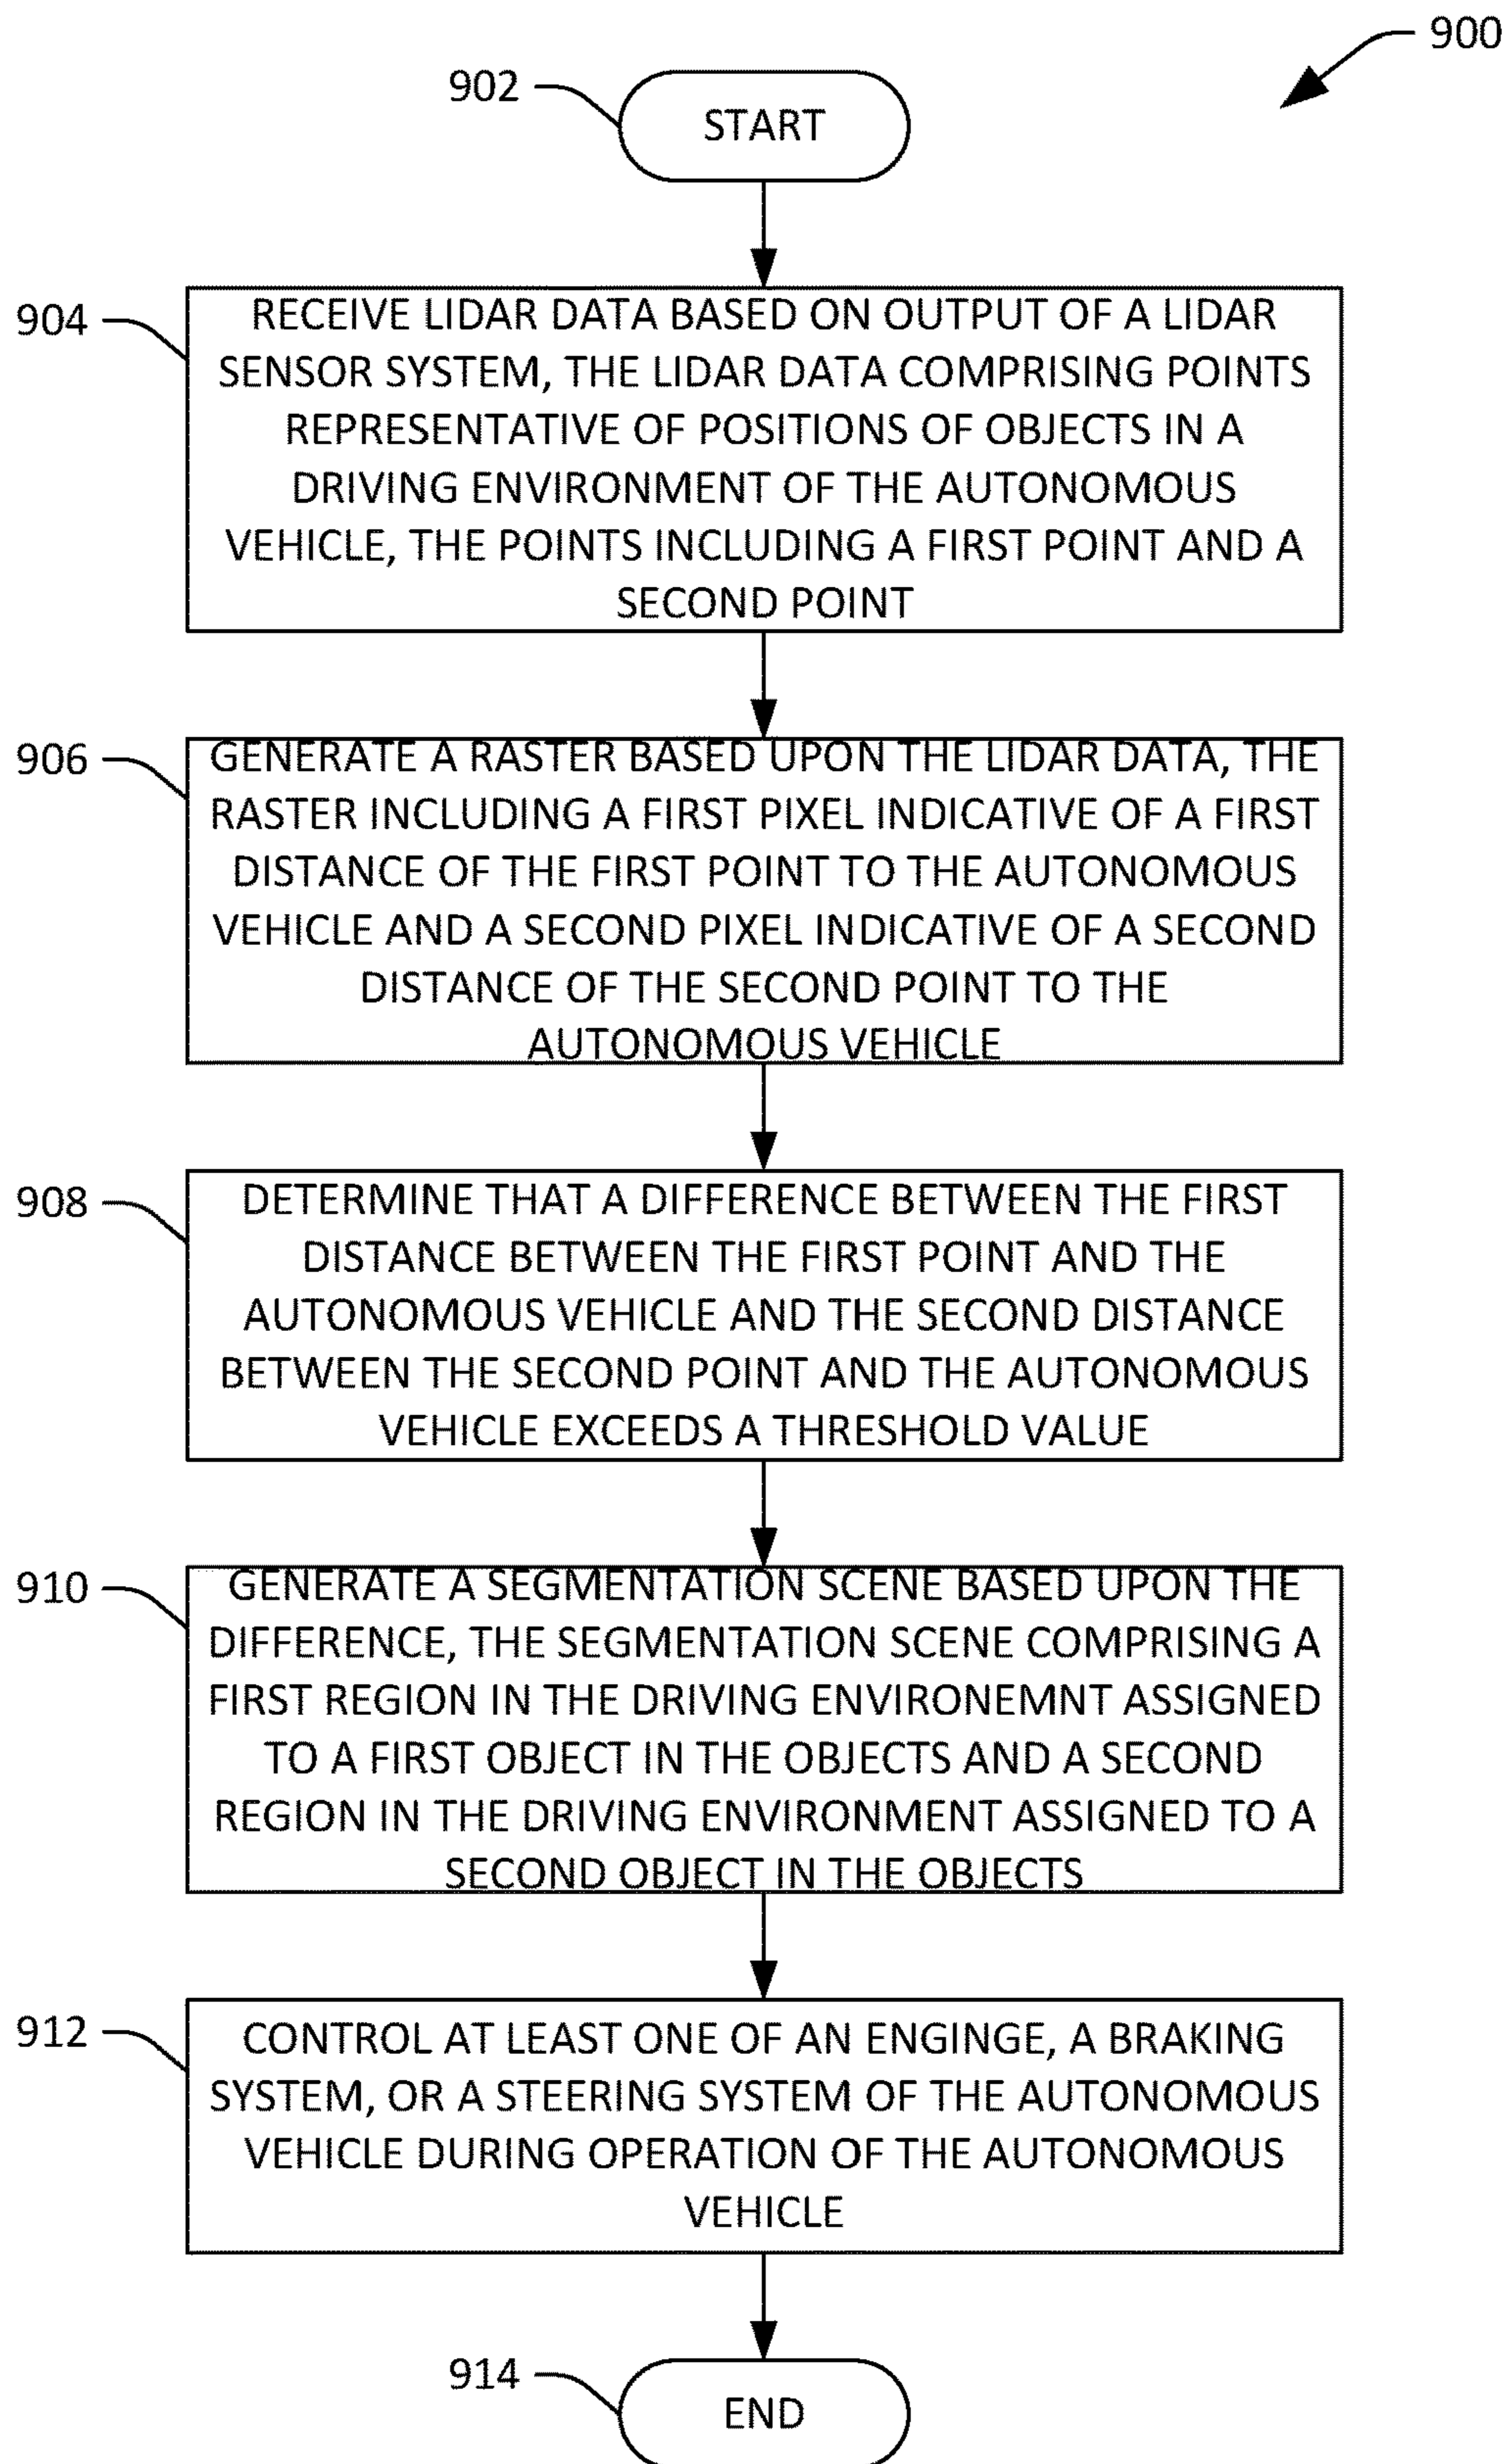 900
902
START
904
RECEIVE LIDAR DATA BASED ON OUTPUT OF A LIDAR
SENSOR SYSTEM, THE LIDAR DATA COMPRISING POINTS
REPRESENTATIVE OF POSITIONS OF OBJECTS IN A
DRIVING ENVIRONMENT OF THE AUTONOMOUS
VEHICLE, THE POINTS INCLUDING A FIRST POINT AND A
SECOND POINT
906
GENERATE A RASTER BASED UPON THE LIDAR DATA, THE
RASTER INCLUDING A FIRST PIXEL INDICATIVE OF A FIRST
DISTANCE OF THE FIRST POINT TO THE AUTONOMOUS
VEHICLE AND A SECOND PIXEL INDICATIVE OF A SECOND
DISTANCE OF THE SECOND POINT TO THE
AUTONOMOUS VEHICLE
908
DETERMINE THAT A DIFFERENCE BETWEEN THE FIRST
DISTANCE BETWEEN THE FIRST POINT AND THE
AUTONOMOUS VEHICLE AND THE SECOND DISTANCE
BETWEEN THE SECOND POINT AND THE AUTONOMOUS
VEHICLE EXCEEDS A THRESHOLD VALUE
910
GENERATE A SEGMENTATION SCENE BASED UPON THE
DIFFERENCE, THE SEGMENTATION SCENE COMPRISING A
FIRST REGION IN THE DRIVING ENVIRONEMNT ASSIGNED
TO A FIRST OBJECT IN THE OBJECTS AND A SECOND
REGION IN THE DRIVING ENVIRONMENT ASSIGNED TO A
SECOND OBJECT IN THE OBJECTS
912
CONTROL AT LEAST ONE OF AN ENGINGE, A BRAKING
SYSTEM, OR A STEERING SYSTEM OF THE AUTONOMOUS
VEHICLE DURING OPERATION OF THE AUTONOMOUS
VEHICLE
914
END